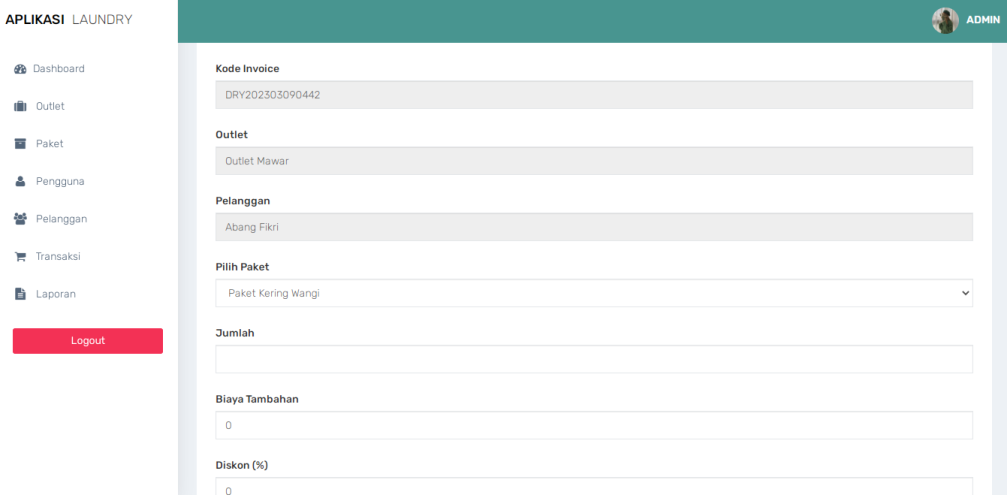 APLIKASI LAUNDRY
ADMIN
Dashboard
Outlet
Paket
Pengguna
Pelanggan
Transaksi
Laporan
Logout
Kode Invoice
DRY202303090442
Outlet
Outlet Mawar
Pelanggan
Abang Fikri
Pilih Paket
Paket Kering Wangi
Jumlah
Biaya Tambahan
0
Diskon (%)
0